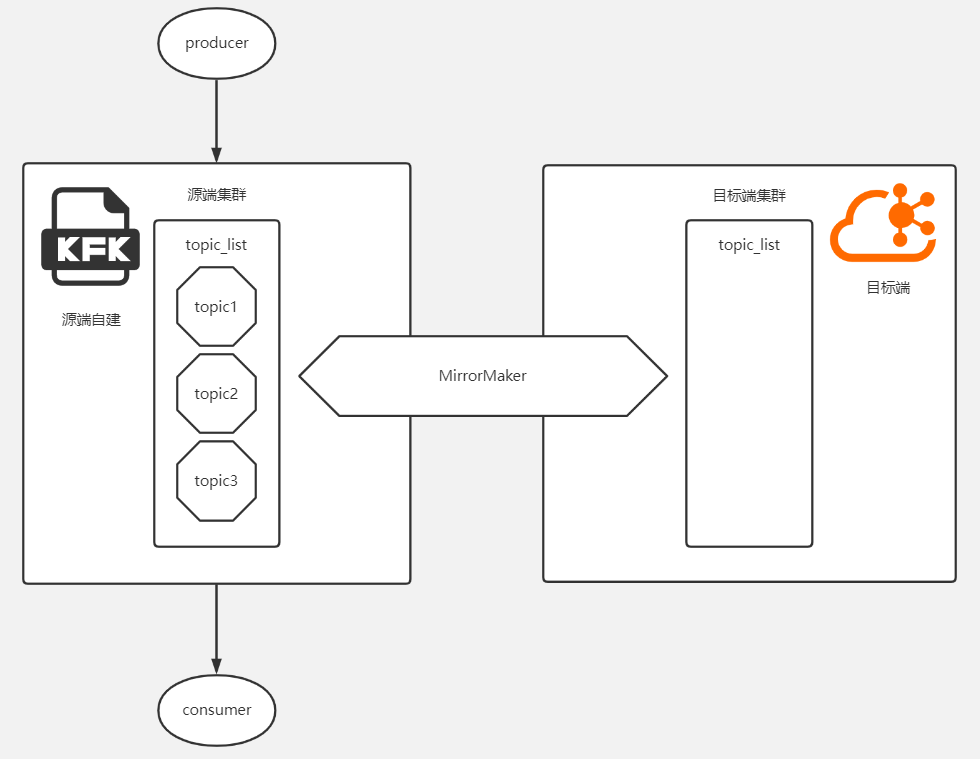 producer
源端集群
topic_list
KFK
topic1
源端自建
topic2
topic3
MirrorMaker
目标端集群
topic_list
目标端
consumer